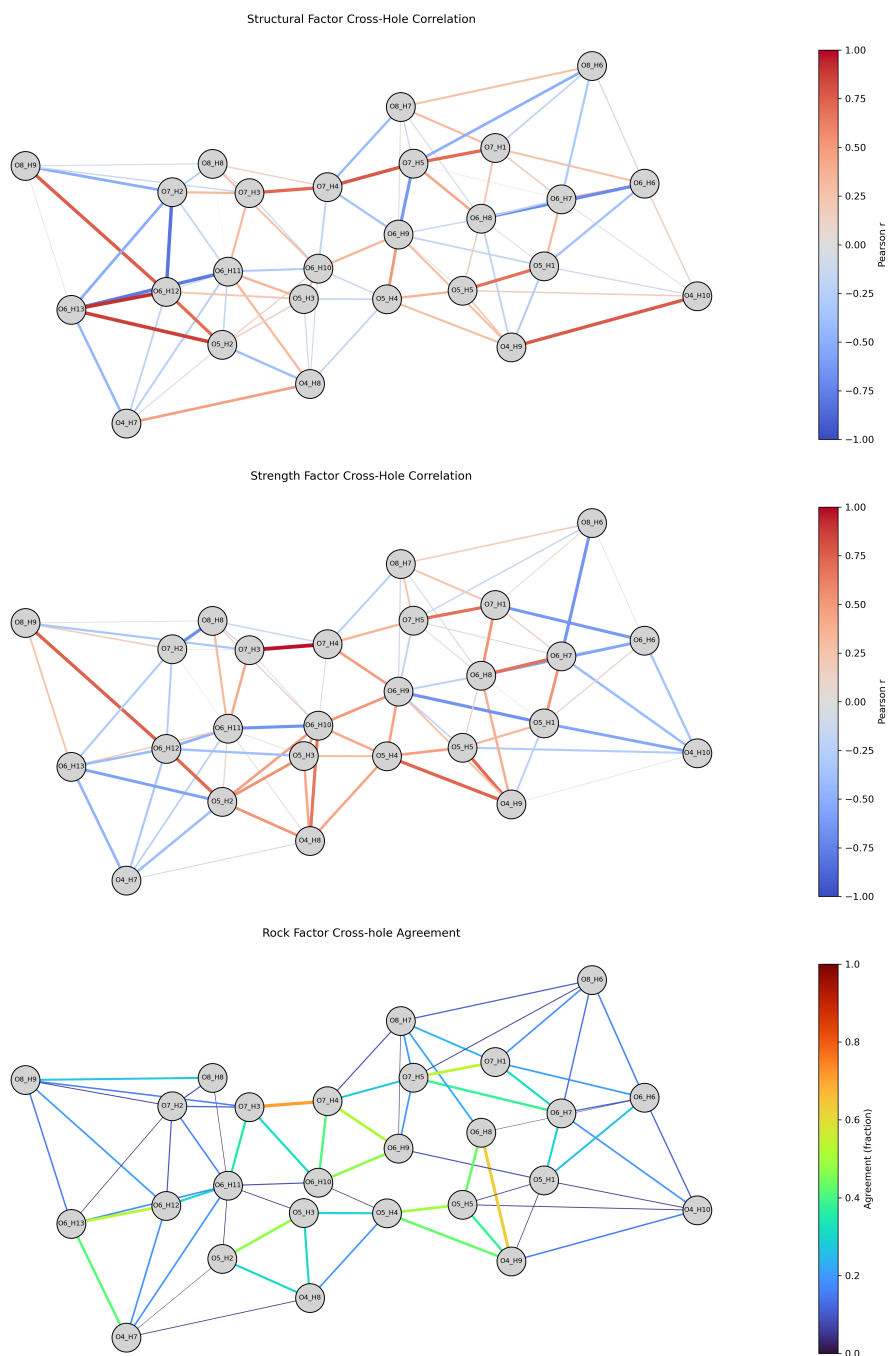 Structural Factor Cross-Hole Correlation
O8_H6
O8_H7
O7_H1
O8_H9
O8_H8
O7_H5
O7_H2
O7_H3
O7_H4
O6_H7
O6_H6
O6_H8
O6_H9
O6_H11
O6_H10
O5_H1
O6_H13
O6_H12
O5_H3
O5_H4
O5_H5
O4_H10
O5_H2
O4_H9
O4_H8
O4_H7
1.00
0.75
0.50
0.25
0.00
−0.25
−0.50
−0.75
−1.00
Pearson r
Strength Factor Cross-Hole Correlation
O8_H6
O8_H7
O7_H1
O8_H9
O8_H8
O7_H5
O7_H2
O7_H3
O7_H4
O6_H7
O6_H6
O6_H8
O6_H9
O6_H11
O6_H10
O5_H1
O6_H13
O6_H12
O5_H3
O5_H4
O5_H5
O4_H10
O5_H2
O4_H9
O4_H8
O4_H7
1.00
0.75
0.50
0.25
0.00
−0.25
−0.50
−0.75
−1.00
Pearson r
Rock Factor Cross-hole Agreement
O8_H6
O8_H7
O7_H1
O8_H9
O8_H8
O7_H5
O7_H2
O7_H3
O7_H4
O6_H7
O6_H6
O6_H8
O6_H9
O6_H11
O6_H10
O5_H1
O6_H13
O6_H12
O5_H3
O5_H4
O5_H5
O4_H10
O5_H2
O4_H9
O4_H8
O4_H7
1.0
0.8
0.6
0.4
0.2
0.0
Agreement (fraction)